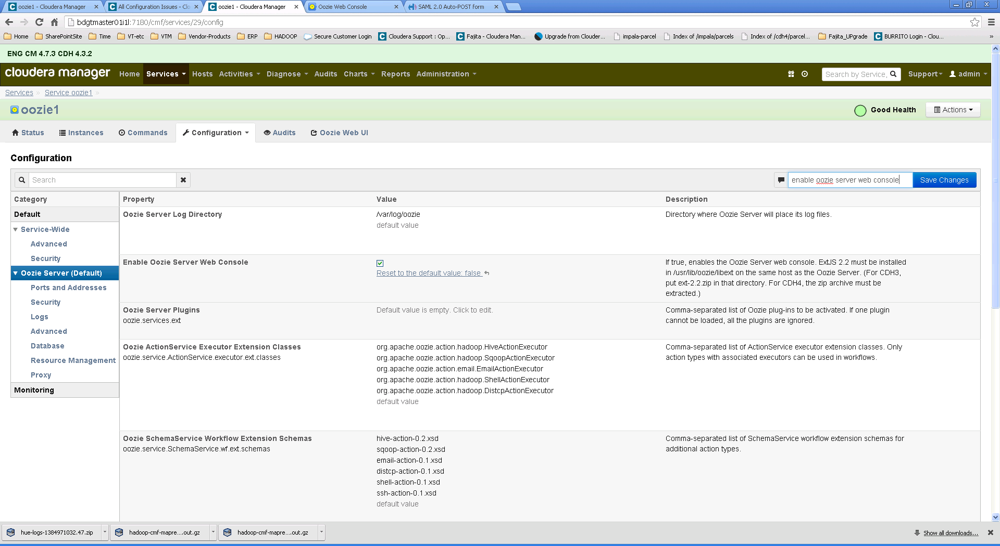 oozie1 - Cloudera Manager
All Configuration Issues - Clo
oozie1 - Cloudera Manager
Oozie Web Console
SAML 2.0 Auto-POST form
bdgtmaster01i1l:7180/cmf/services/29/config
Home
SharePointSite
Time
VT-etc
VTM
Vendor-Products
ERP
HADOOP
Secure Customer Login
Cloudera Support : Op...
Fajita - Cloudera Man...
Upgrade from Clouder...
impala-parcel
Index of /impala/parcels
Index of /cdh4/parcel...
Fajita_UPgrade
BURRITO Login - Clou...
»
ENG CM 4.7.3 CDH 4.3.2
cloudera manager
Home
Services
Hosts
Activities
Diagnose
Audits
Charts
Reports
Administration
Search by Service,
Support
admin
Services » Service oozie1 »
oozie1
Good Health
Actions
Status
Instances
Commands
Configuration
Audits
Oozie Web UI
Configuration
Search
enable oozie server web console
Save Changes
Category
Default
Service-Wide
Advanced
Security
Oozie Server (Default)
Ports and Addresses
Security
Logs
Advanced
Database
Resource Management
Proxy
Monitoring
Property
Value
Description
Oozie Server Log Directory
/var/log/oozie
default value
Directory where Oozie Server will place its log files.
Enable Oozie Server Web Console
Reset to the default value: false
If true, enables the Oozie Server web console. ExtJS 2.2 must be installed
in /usr/lib/oozie/libext on the same host as the Oozie Server. (For CDH3,
put ext-2.2.zip in that directory. For CDH4, the zip archive must be
extracted.)
Oozie Server Plugins
oozie.services.ext
Default value is empty. Click to edit.
Comma-separated list of Oozie plug-ins to be activated. If one plugin
cannot be loaded, all the plugins are ignored.
Oozie ActionService Executor Extension Classes
oozie.service.ActionService.executor.ext.classes
org.apache.oozie.action.hadoop.HiveActionExecutor
org.apache.oozie.action.hadoop.SqoopActionExecutor
org.apache.oozie.action.email.EmailActionExecutor
org.apache.oozie.action.hadoop.ShellActionExecutor
org.apache.oozie.action.hadoop.DistcpActionExecutor
default value
Comma-separated list of ActionService executor extension classes. Only
action types with associated executors can be used in workflows.
Oozie SchemaService Workflow Extension Schemas
oozie.service.SchemaService.wf.ext.schemas
hive-action-0.2.xsd
sqoop-action-0.2.xsd
email-action-0.1.xsd
distcp-action-0.1.xsd
shell-action-0.1.xsd
ssh-action-0.1.xsd
default value
Comma-separated list of SchemaService workflow extension schemas for
additional action types.
hue-logs-1384971032.47.zip
hadoop-cmf-mapre....out.gz
hadoop-cmf-mapre....out.gz
Show all downloads...